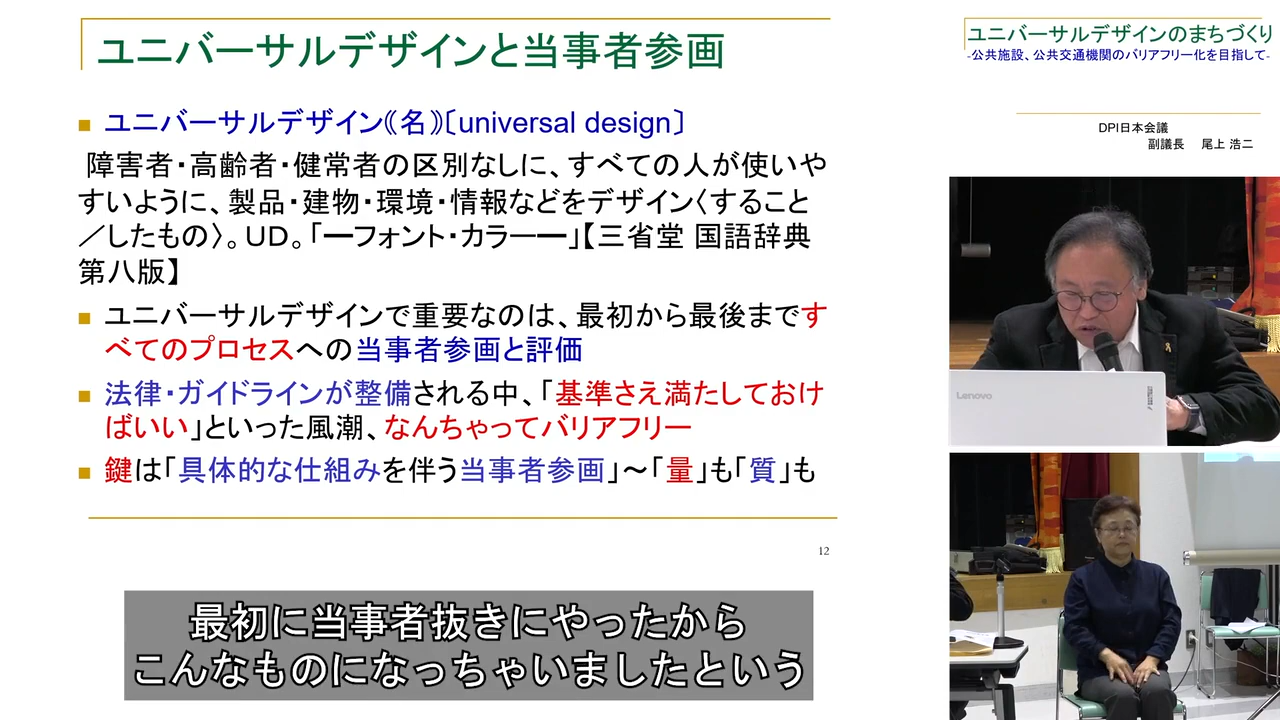 ユニバーサルデザインと当事者参画
ユニバーサルデザイン《名》〔universal design〕
障害者・高齢者・健常者の区別なしに、すべての人が使いや
すいように、製品・建物・環境・情報などをデザイン〈すること
／したもの〉。UD。「━フォント・カラー━」【三省堂 国語辞典
第八版】
ユニバーサルデザインで重要なのは、最初から最後まです
べてのプロセスへの当事者参画と評価
法律・ガイドラインが整備される中、「基準さえ満たしておけ
ばいい」といった風潮、なんちゃってバリアフリー
鍵は「具体的な仕組みを伴う当事者参画」～「量」も「質」も
12
最初に当事者抜きにやったから
こんなものになっちゃいましたという
ユニバーサルデザインのまちづくり
-公共施設、公共交通機関のバリアフリー化を目指して-
DPI日本会議
副議長 尾上 浩二
Lenovo